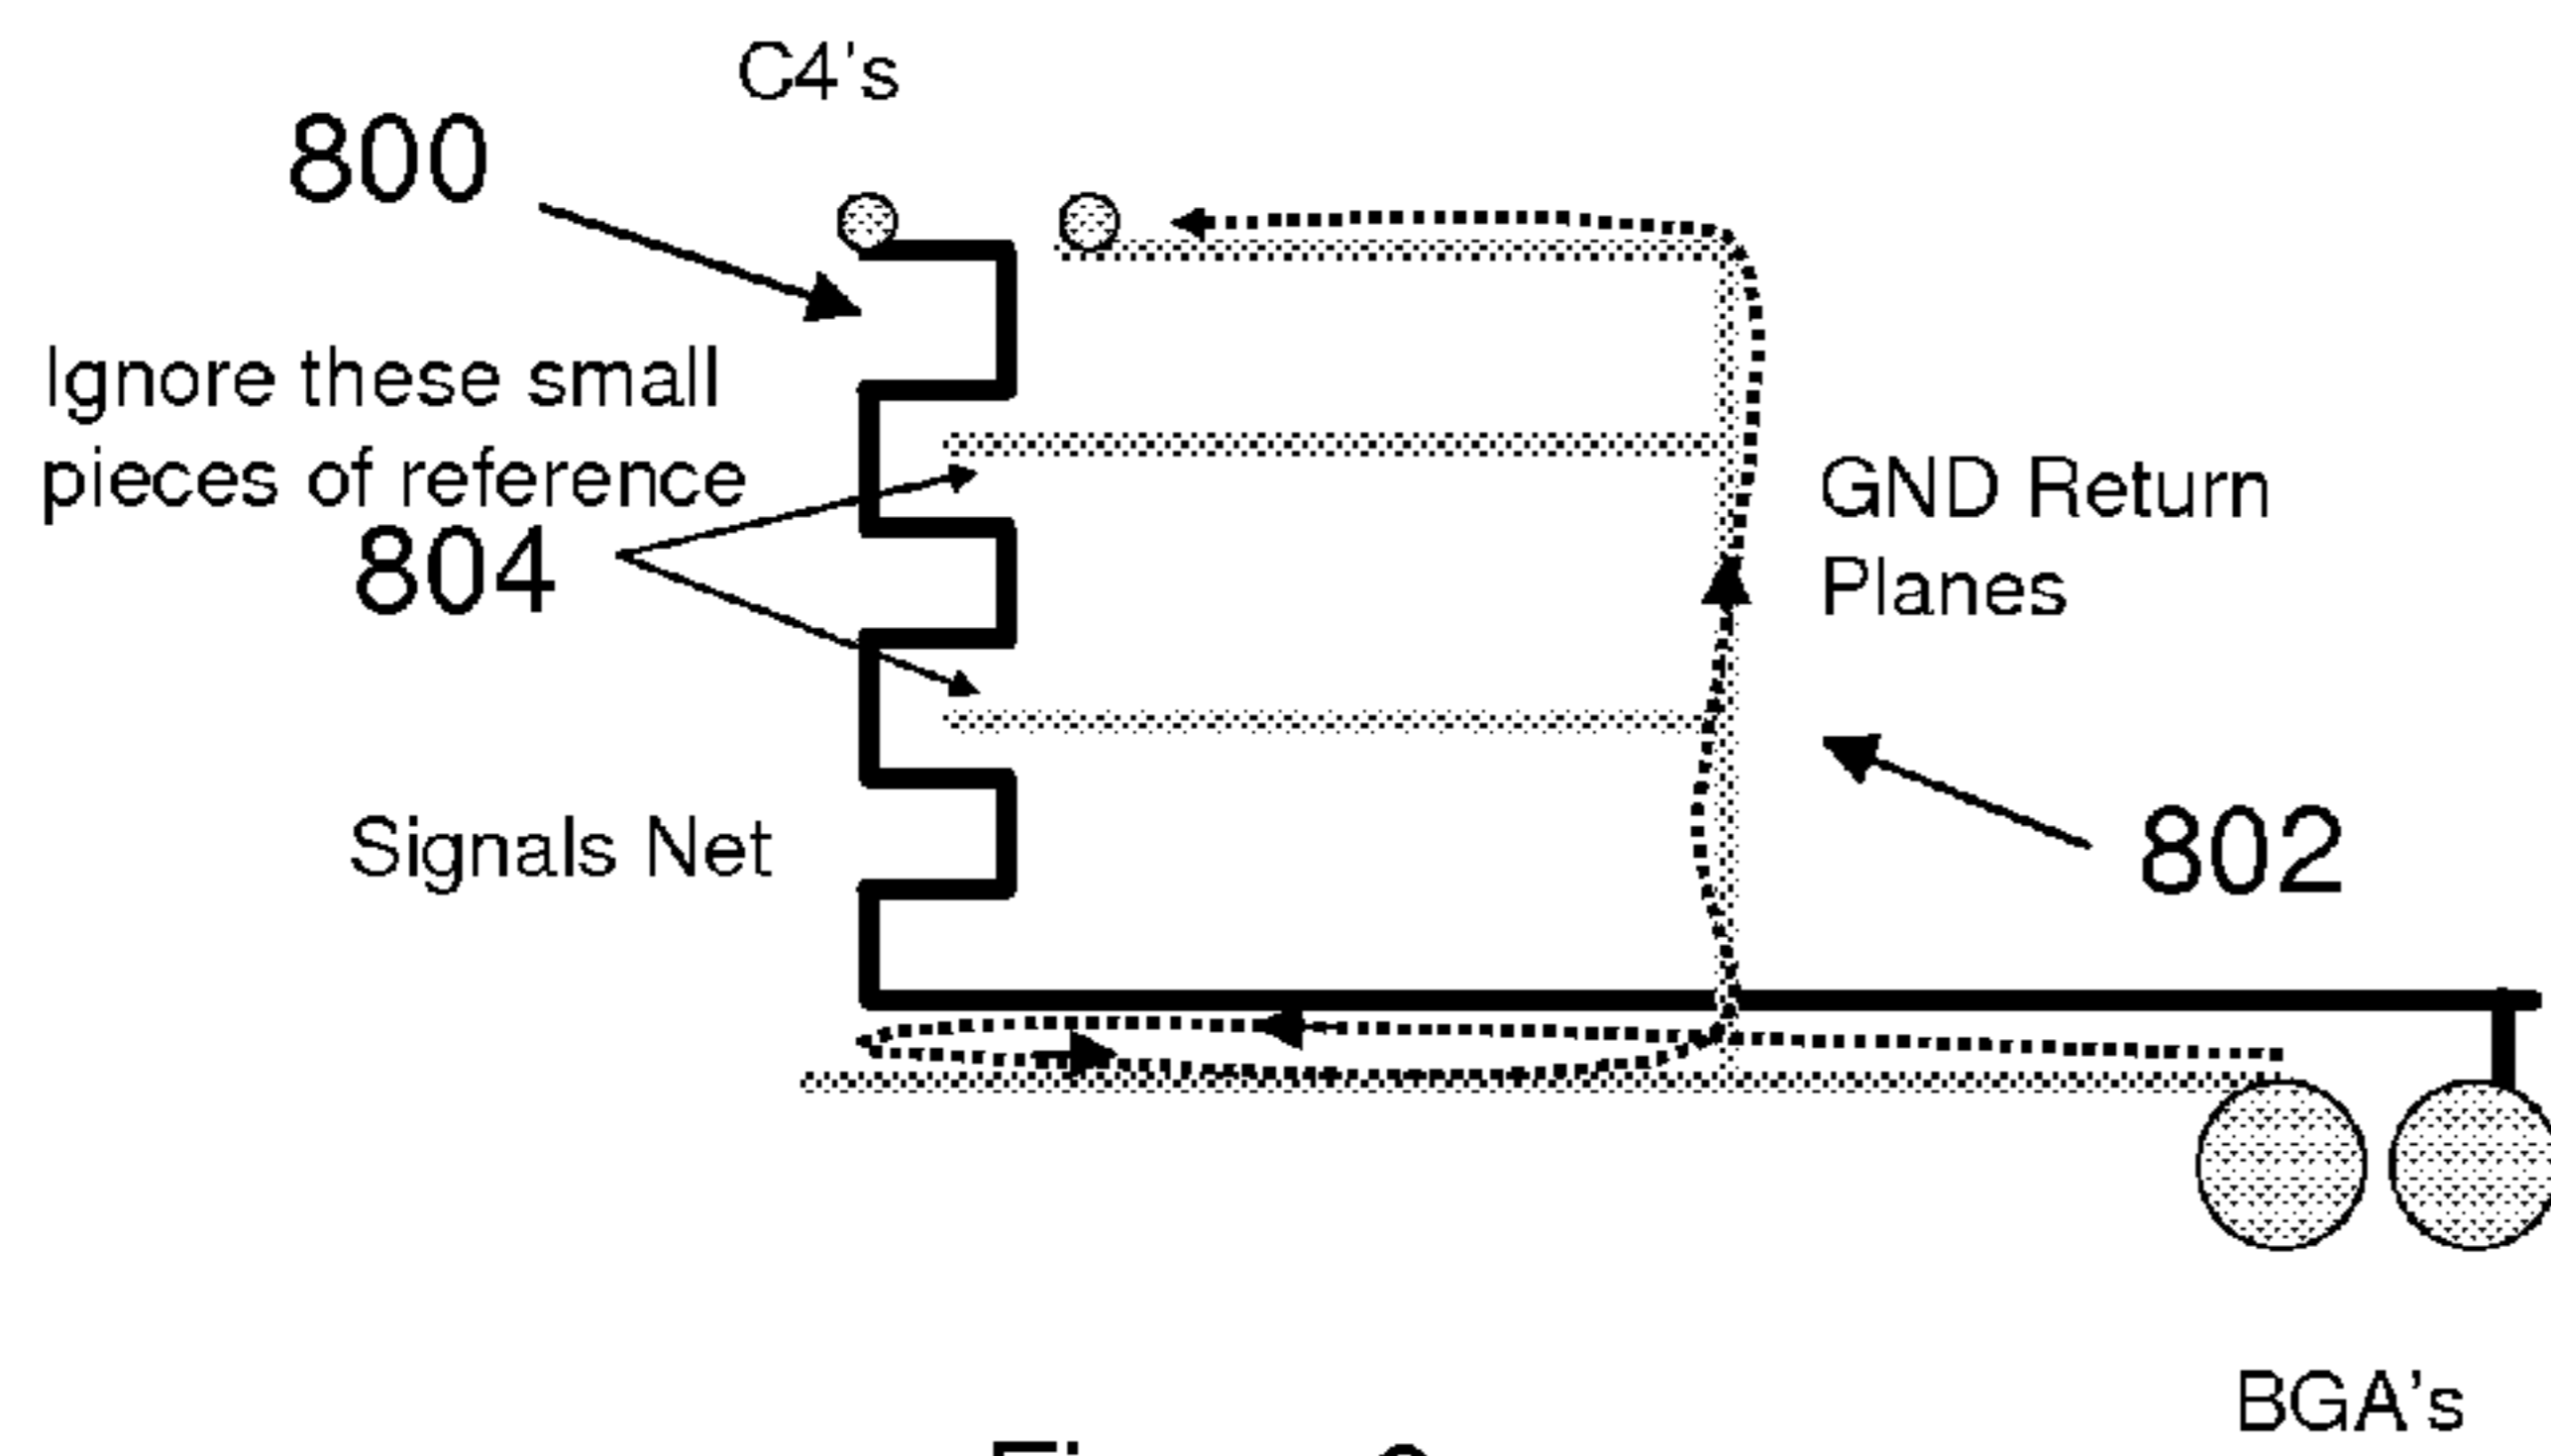 C4's
800
Ignore these small
pieces of reference
804
GND Return
Planes
802
Signals Net
BGA's